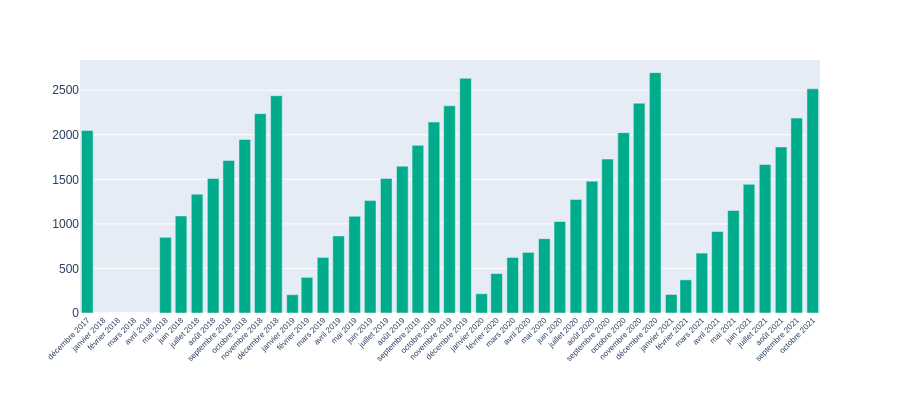 2500
2000
1500
1000
500
0
décembre 2017
janvier 2018
février 2018
mars 2018
avril 2018
mai 2018
juin 2018
juillet 2018
août 2018
septembre 2018
octobre 2018
novembre 2018
décembre 2018
janvier 2019
février 2019
mars 2019
avril 2019
mai 2019
juin 2019
juillet 2019
août 2019
septembre 2019
octobre 2019
novembre 2019
décembre 2019
janvier 2020
février 2020
mars 2020
avril 2020
mai 2020
juin 2020
juillet 2020
août 2020
septembre 2020
octobre 2020
novembre 2020
décembre 2020
janvier 2021
février 2021
mars 2021
avril 2021
mai 2021
juin 2021
juillet 2021
août 2021
septembre 2021
octobre 2021